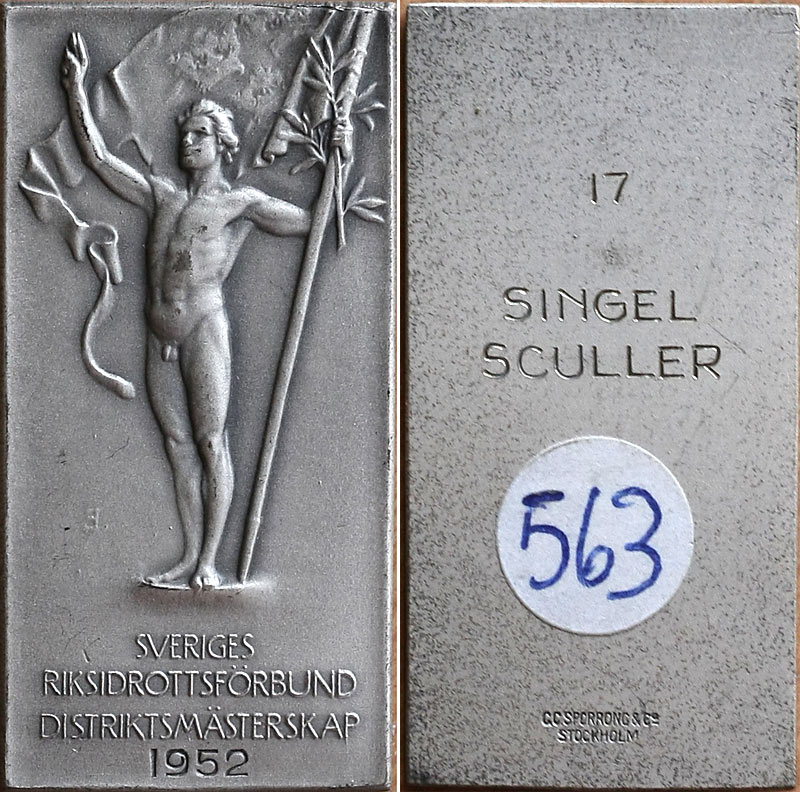 SVERIGES
RIKSIDROTTSFÖRBUND
DISTRIKTSMÄSTERSKAP
1952
17
SINGEL
SCULLER
563
C.C. SPORRONG & Co
STOCKHOLM